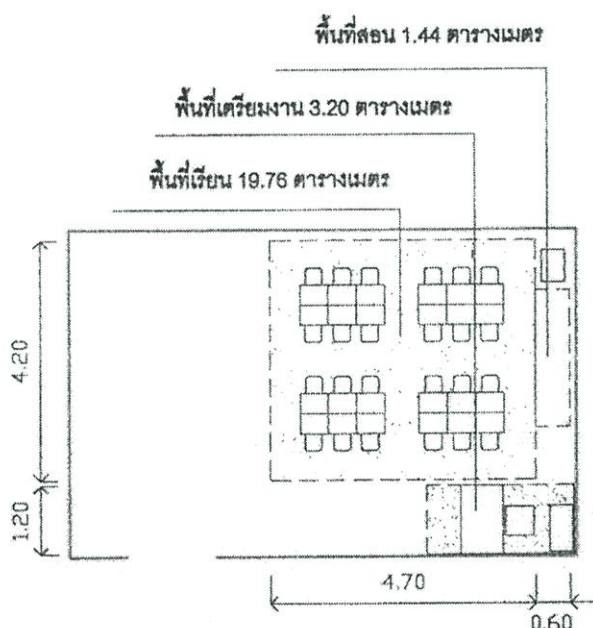 พื้นที่สอน 1.44 ตารางเมตร
พื้นที่เตรียมงาน 3.20 ตารางเมตร
พื้นที่เรียน 19.76 ตารางเมตร
4.20
1.20
4.70
0.60